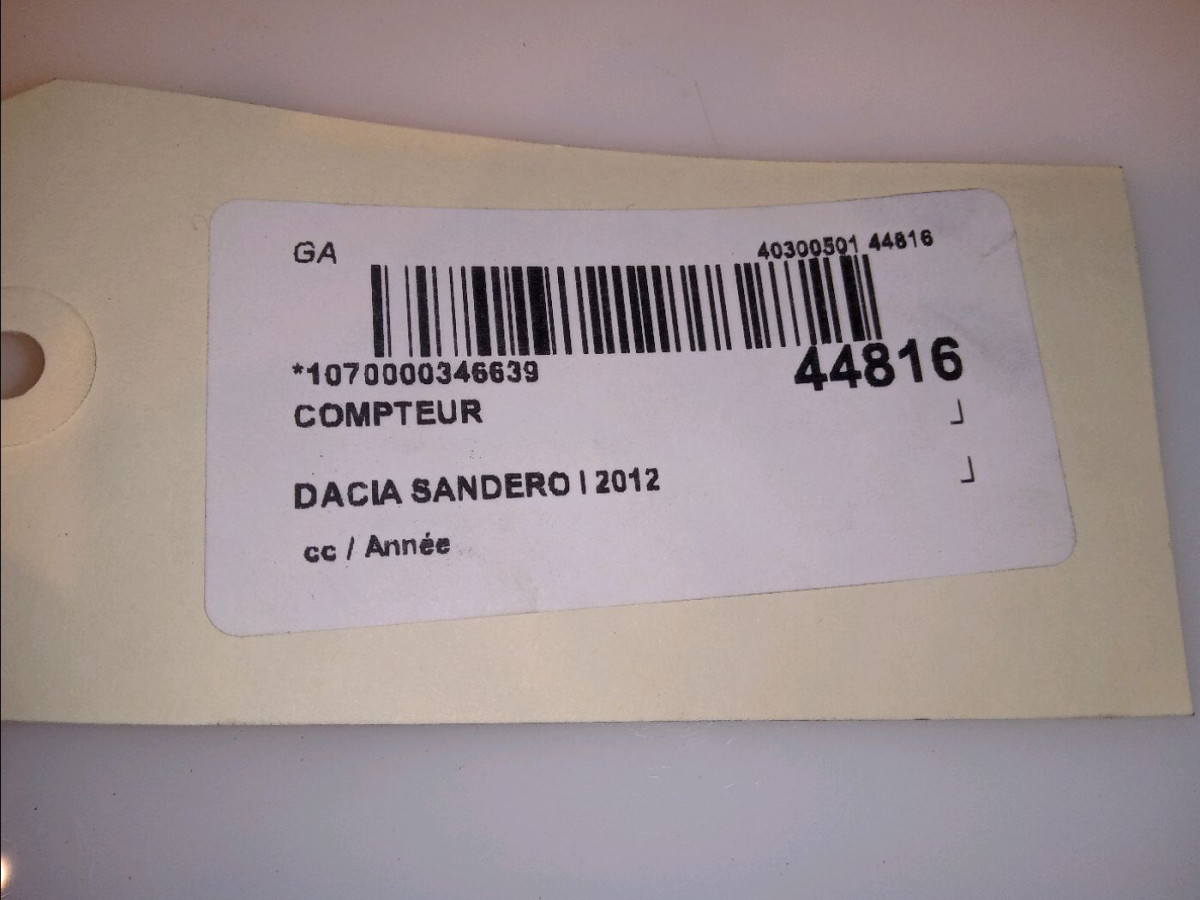 GA
40300501 44816
*1070000346639
44816
COMPTEUR
DACIA SANDERO I 2012
cc / Année